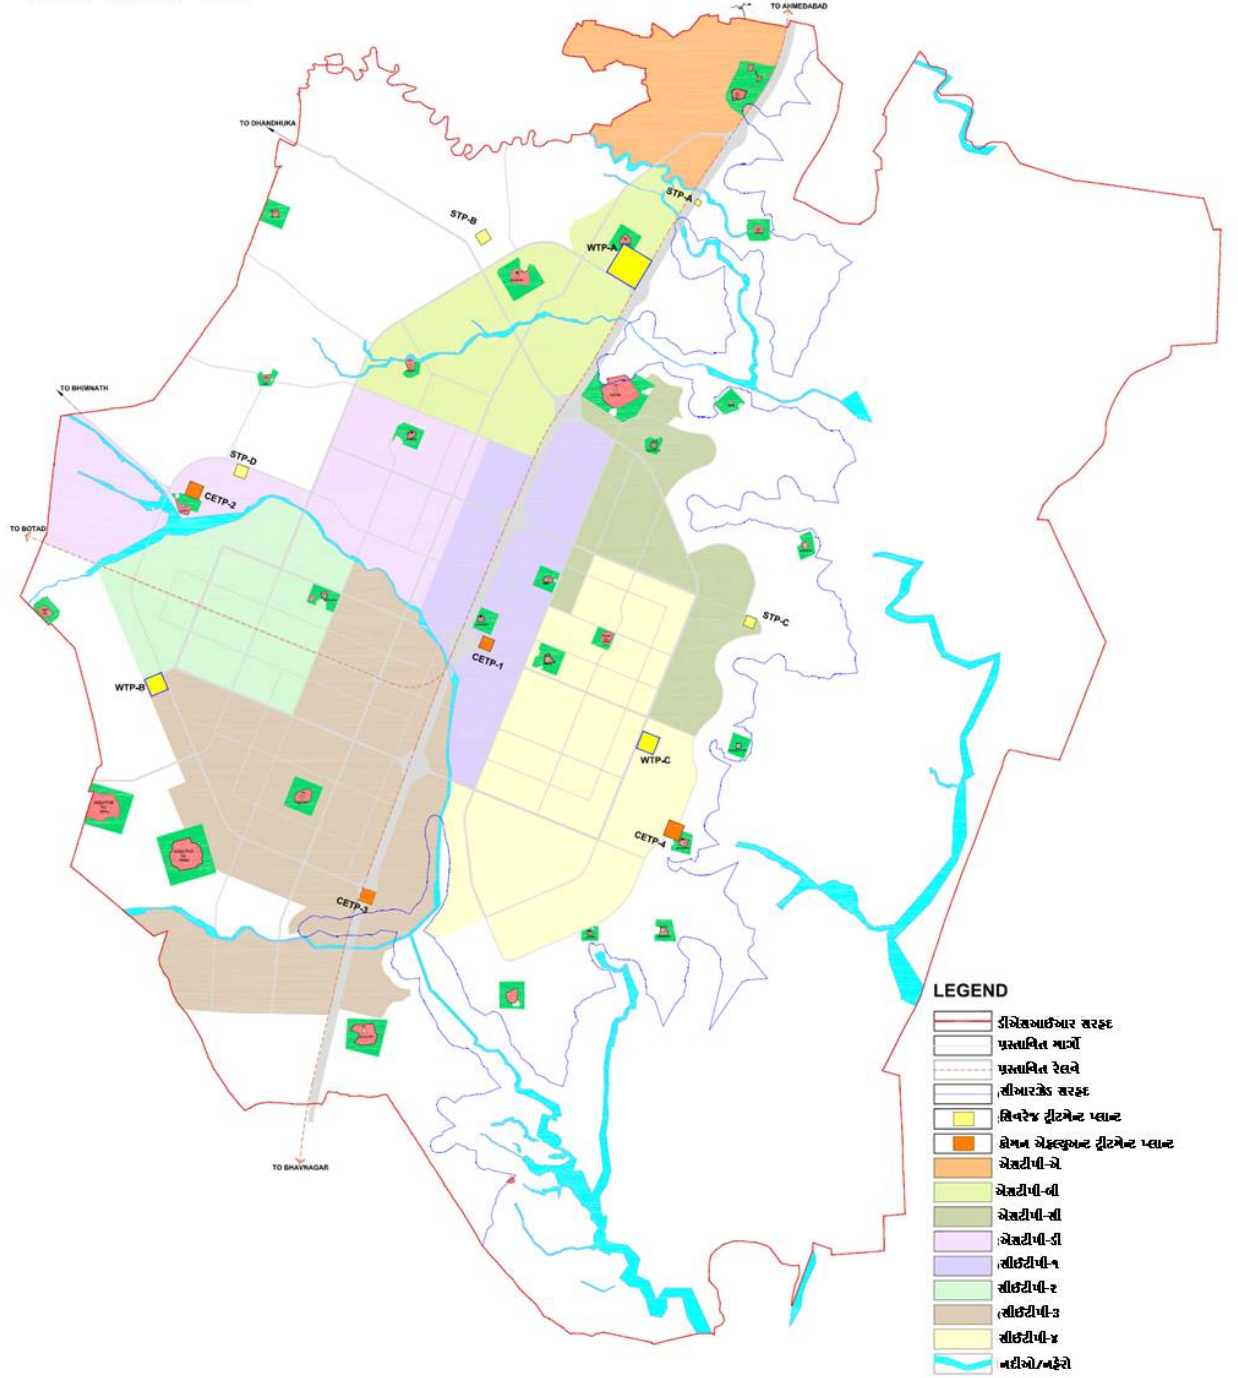 TO AHMEDABAD
TO DHANDHUKA
STP-A
STP-B
WTP-A
TO BHIMNATH
STP-D
CETP-2
TO BOTAD
STP-C
CETP-1
WTP-B
WTP-C
CETP-4
CETP-3
TO BHAVNAGAR
LEGEND
ડીએસઆઈઆર સરહદ
પ્રસ્તાવિત માર્ગો
પ્રસ્તાવિત રેલવે
સીઆરઝેડ સરહદ
સિવરેજ ટ્રીટમેન્ટ પ્લાન્ટ
કોમન એફ્લ્યુઅન્ટ ટ્રીટમેન્ટ પ્લાન્ટ
એસટીપી-એ
એસટીપી-બી
એસટીપી-સી
એસટીપી-ડી
સીઈટીપી-૧
સીઈટીપી-૨
સીઈટીપી-૩
સીઈટીપી-૪
નદીઓ/નહેરો